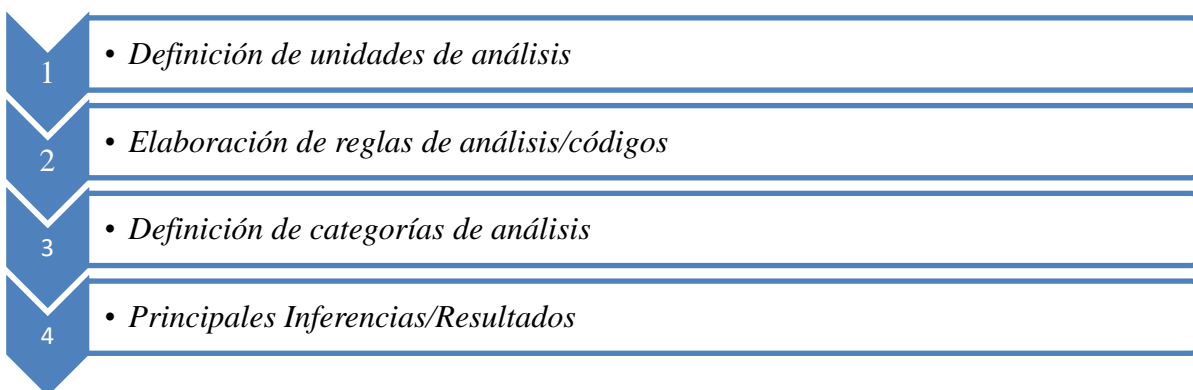 1
• Definición de unidades de análisis
2
• Elaboración de reglas de análisis/códigos
3
• Definición de categorías de análisis
4
• Principales Inferencias/Resultados